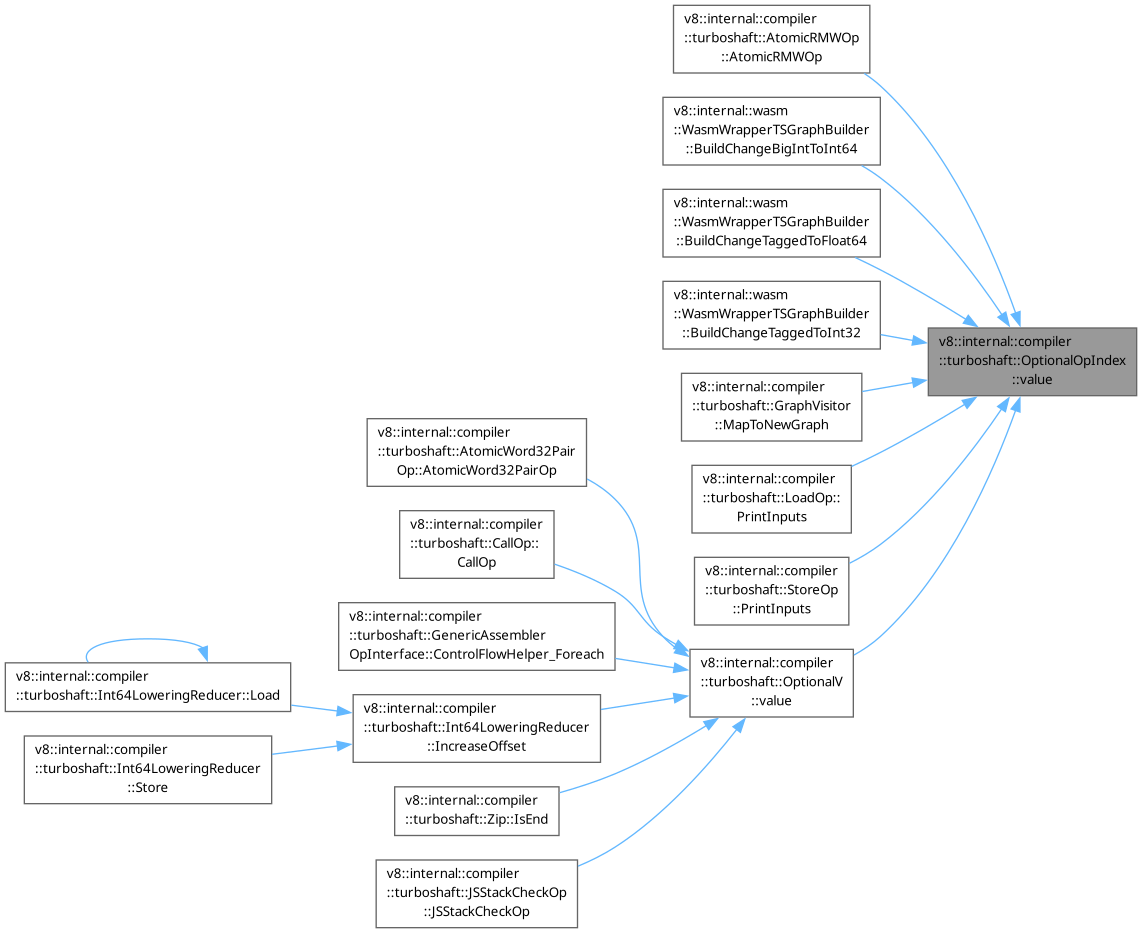 v8::internal::compiler
::turboshaft::AtomicRMWOp
::AtomicRMWOp
v8::internal::wasm
::WasmWrapperTSGraphBuilder
::BuildChangeBigIntToInt64
v8::internal::wasm
::WasmWrapperTSGraphBuilder
::BuildChangeTaggedToFloat64
v8::internal::wasm
::WasmWrapperTSGraphBuilder
::BuildChangeTaggedToInt32
v8::internal::compiler
::turboshaft::OptionalOpIndex
::value
v8::internal::compiler
::turboshaft::GraphVisitor
::MapToNewGraph
v8::internal::compiler
::turboshaft::AtomicWord32Pair
Op::AtomicWord32PairOp
v8::internal::compiler
::turboshaft::LoadOp::
PrintInputs
v8::internal::compiler
::turboshaft::CallOp::
CallOp
v8::internal::compiler
::turboshaft::StoreOp
::PrintInputs
v8::internal::compiler
::turboshaft::GenericAssembler
OpInterface::ControlFlowHelper_Foreach
v8::internal::compiler
::turboshaft::OptionalV
::value
v8::internal::compiler
::turboshaft::Int64LoweringReducer::Load
v8::internal::compiler
::turboshaft::Int64LoweringReducer
::IncreaseOffset
v8::internal::compiler
::turboshaft::Int64LoweringReducer
::Store
v8::internal::compiler
::turboshaft::Zip::IsEnd
v8::internal::compiler
::turboshaft::JSStackCheckOp
::JSStackCheckOp